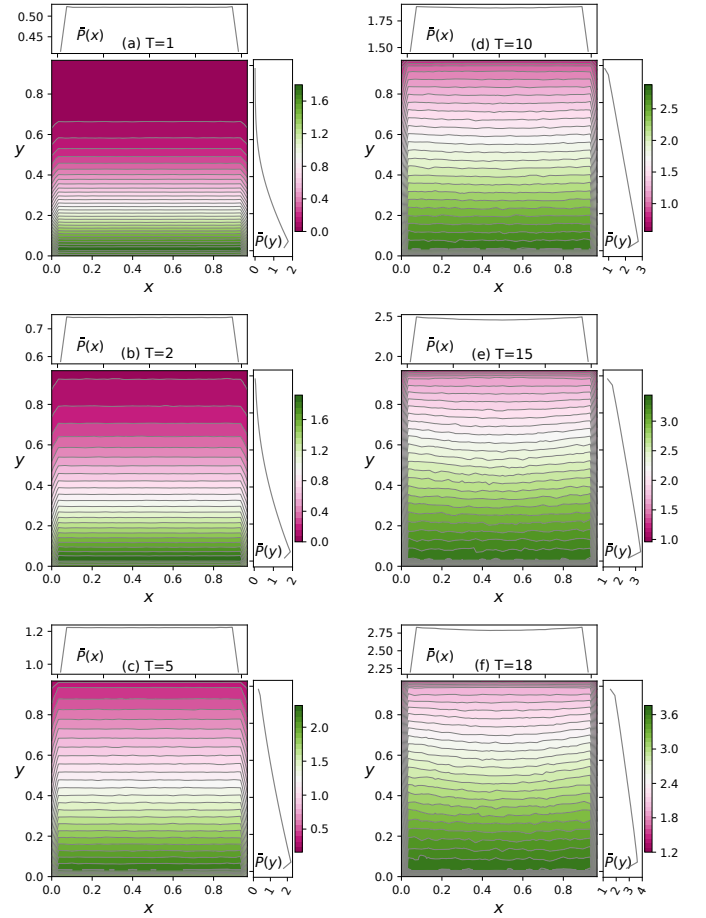 0.50
0.45
P̄(x)
(a) T=1
0.8
0.6
y
0.4
0.2
0.0
0.0 0.2 0.4 0.6 0.8
x
P̄(y)
0 1 2
1.6
1.2
0.8
0.4
0.0
1.75
1.50
P̄(x)
(d) T=10
0.8
0.6
y
0.4
0.2
0.0
0.0 0.2 0.4 0.6 0.8
x
P̄(y)
1 2 3
2.5
2.0
1.5
1.0
0.7
0.6
P̄(x)
(b) T=2
0.8
0.6
y
0.4
0.2
0.0
0.0 0.2 0.4 0.6 0.8
x
P̄(y)
0 1 2
1.6
1.2
0.8
0.4
0.0
2.5
2.0
P̄(x)
(e) T=15
0.8
0.6
y
0.4
0.2
0.0
0.0 0.2 0.4 0.6 0.8
x
P̄(y)
1 2 3
3.0
2.5
2.0
1.5
1.0
1.2
1.0
P̄(x)
(c) T=5
0.8
0.6
y
0.4
0.2
0.0
0.0 0.2 0.4 0.6 0.8
x
P̄(y)
0 1 2
2.0
1.5
1.0
0.5
2.75
2.50
2.25
P̄(x)
(f) T=18
0.8
0.6
y
0.4
0.2
0.0
0.0 0.2 0.4 0.6 0.8
x
P̄(y)
1 2 3 4
3.6
3.0
2.4
1.8
1.2